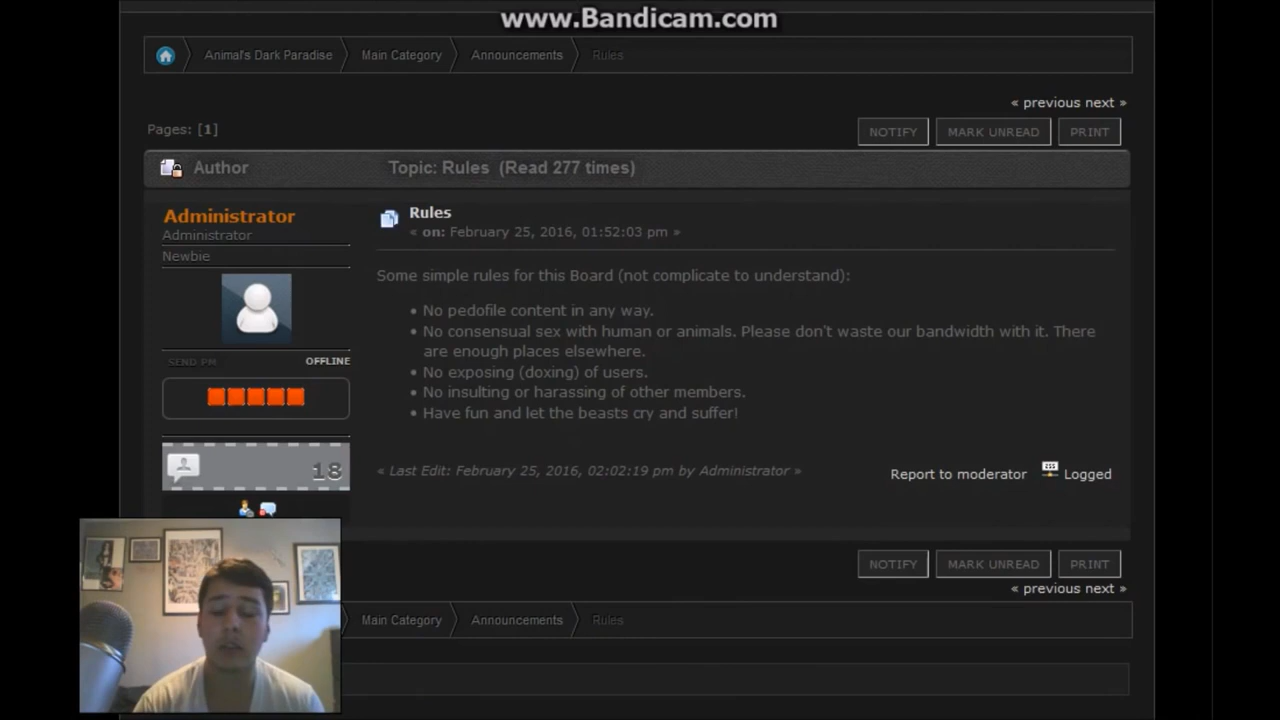 www.Bandicam.com
Animal's Dark Paradise Main Category Announcements Rules
« previous next »
Pages: [1]
NOTIFY MARK UNREAD PRINT
Author Topic: Rules (Read 277 times)
Administrator
Administrator
Newbie
SEND PM OFFLINE
18
Rules
« on: February 25, 2016, 01:52:03 pm »
Some simple rules for this Board (not complicate to understand):
• No pedofile content in any way.
• No consensual sex with human or animals. Please don't waste our bandwidth with it. There
are enough places elsewhere.
• No exposing (doxing) of users.
• No insulting or harassing of other members.
• Have fun and let the beasts cry and suffer!
« Last Edit: February 25, 2016, 02:02:19 pm by Administrator »
Report to moderator Logged
NOTIFY MARK UNREAD PRINT
« previous next »
Main Category Announcements Rules